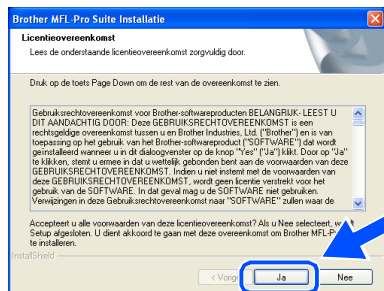 Brother MFL-Pro Suite Installatie
Licentieovereenkomst
Lees de onderstaande licentieovereenkomst zorgvuldig door.
Druk op de toets Page Down om de rest van de overeenkomst te zien.
Gebruiksrechtovereenkomst voor Brother-softwareproducten BELANGRIJK- LEEST U
DIT AANDACHTIG DOOR: Deze GEBRUIKSRECHTOVEREENKOMST is een
rechtsgeldige overeenkomst tussen u en Brother Industries, Ltd. ("Brother") en is van
toepassing op het gebruik van het Brother-softwareproduct ("SOFTWARE") dat wordt
geïnstalleerd wanneer u in dit dialoogvenster op de knop "Yes" ("Ja") klikt. Door op "Ja"
te klikken, stemt u ermee in dat u wettelijk gebonden bent aan de voorwaarden van deze
GEBRUIKSRECHTOVEREENKOMST. Indien u niet instemt met de voorwaarden van
deze GEBRUIKSRECHTOVEREENKOMST, wordt geen licentie verstrekt voor het
gebruik van de SOFTWARE. In dat geval mag u de SOFTWARE niet gebruiken.
Verwijzingen in deze Gebruiksrechtovereenkomst naar "SOFTWARE" zullen waar de
Accepteert u alle voorwaarden van deze licentieovereenkomst? Als u Nee selecteert,
Setup afgesloten. U dient akkoord te gaan met deze overeenkomst om Brother MFL-P
te installeren.
InstallShield
< Vorige Ja Nee